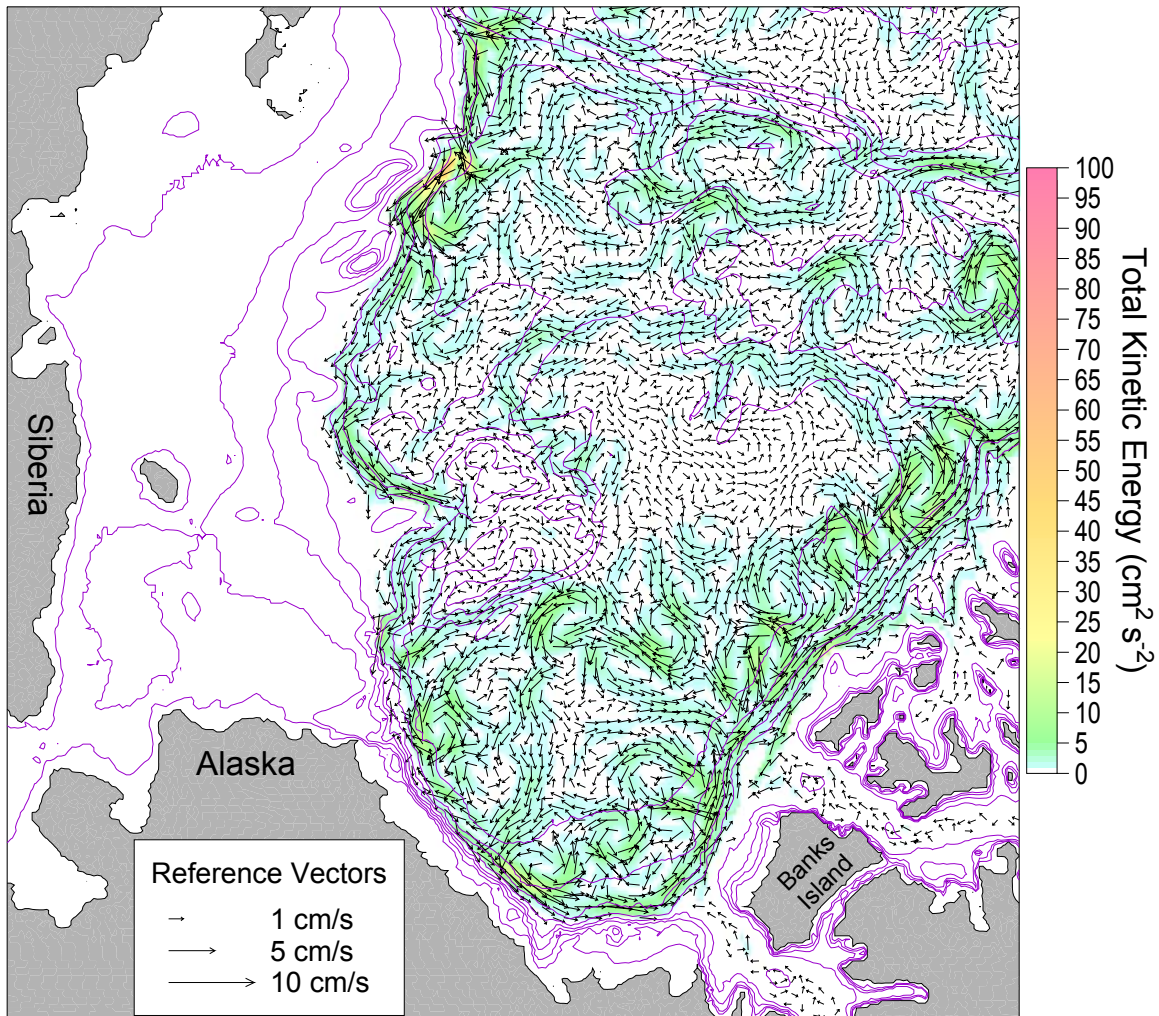 Siberia
Alaska
Banks
Island
Reference Vectors
1 cm/s
5 cm/s
10 cm/s
100
95
90
85
80
75
70
65
60
55
50
45
40
35
30
25
20
15
10
5
0
Total Kinetic Energy (cm² s⁻²)